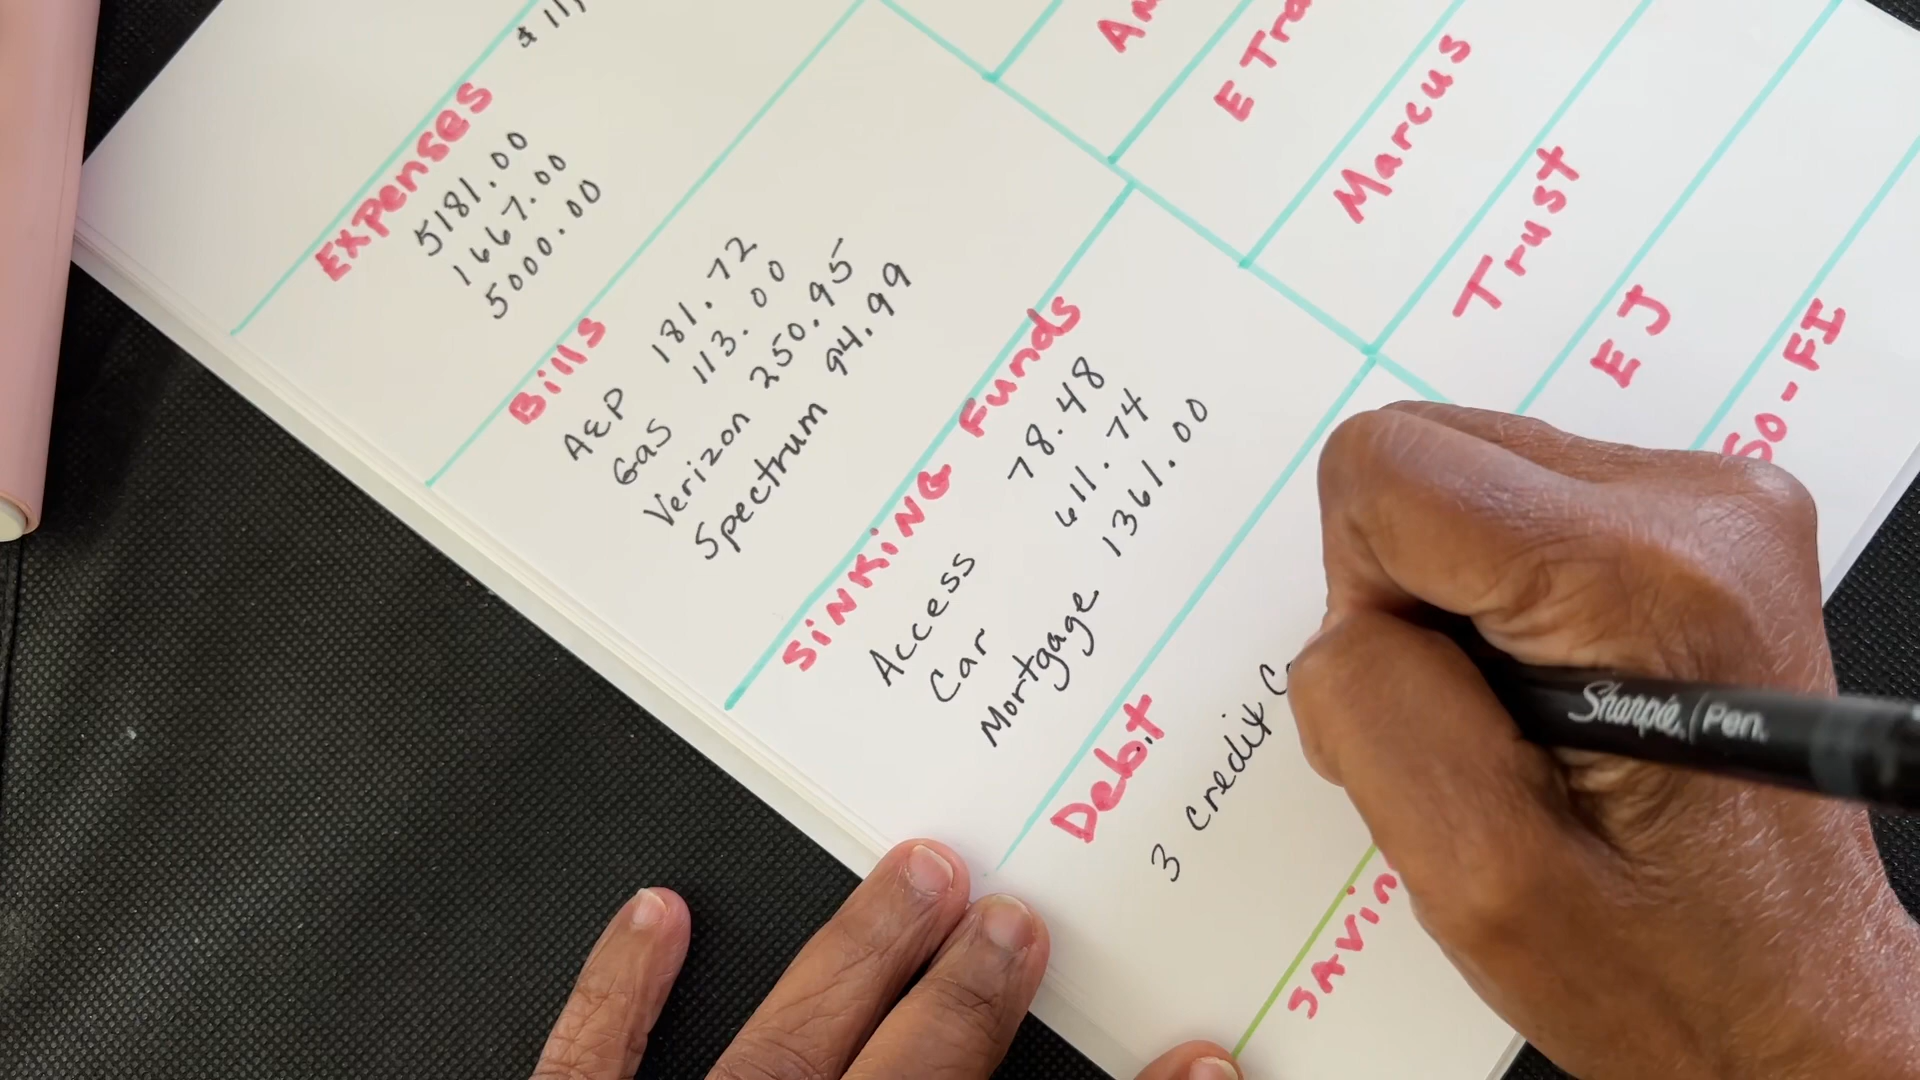 Expenses
5181.00
1667.00
5000.00
Bills
AEP 181.72
Gas 113.00
Verizon 250.95
Spectrum 94.99
SiNKiNG Funds
Access 78.48
Car 611.74
Mortgage 1361.00
Debit
3 credit C
SAvin
E Tra
Marcus
Trust
EJ
So-FI
Sharpie. Pen.